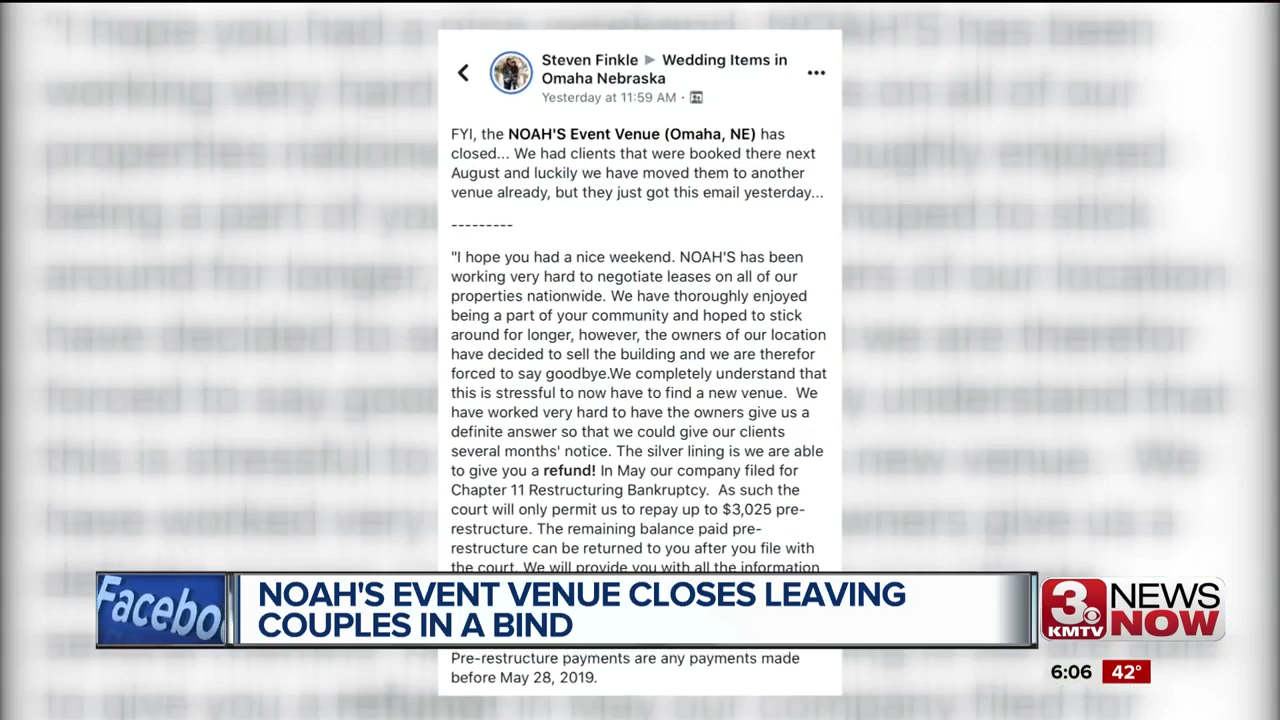 Steven Finkle ▶ Wedding Items in
Omaha Nebraska
Yesterday at 11:59 AM ·
FYI, the NOAH'S Event Venue (Omaha, NE) has
closed... We had clients that were booked there next
August and luckily we have moved them to another
venue already, but they just got this email yesterday...
---------
"I hope you had a nice weekend. NOAH'S has been
working very hard to negotiate leases on all of our
properties nationwide. We have thoroughly enjoyed
being a part of your community and hoped to stick
around for longer, however, the owners of our location
have decided to sell the building and we are therefor
forced to say goodbye.We completely understand that
this is stressful to now have to find a new venue.  We
have worked very hard to have the owners give us a
definite answer so that we could give our clients
several months' notice. The silver lining is we are able
to give you a refund! In May our company filed for
Chapter 11 Restructuring Bankruptcy.  As such the
court will only permit us to repay up to $3,025 pre-
restructure. The remaining balance paid pre-
restructure can be returned to you after you file with
the court. We will provide you with all the information
Facebo
NOAH'S EVENT VENUE CLOSES LEAVING
COUPLES IN A BIND
3 KMTV NEWS NOW
Pre-restructure payments are any payments made
before May 28, 2019.
6:06 42°